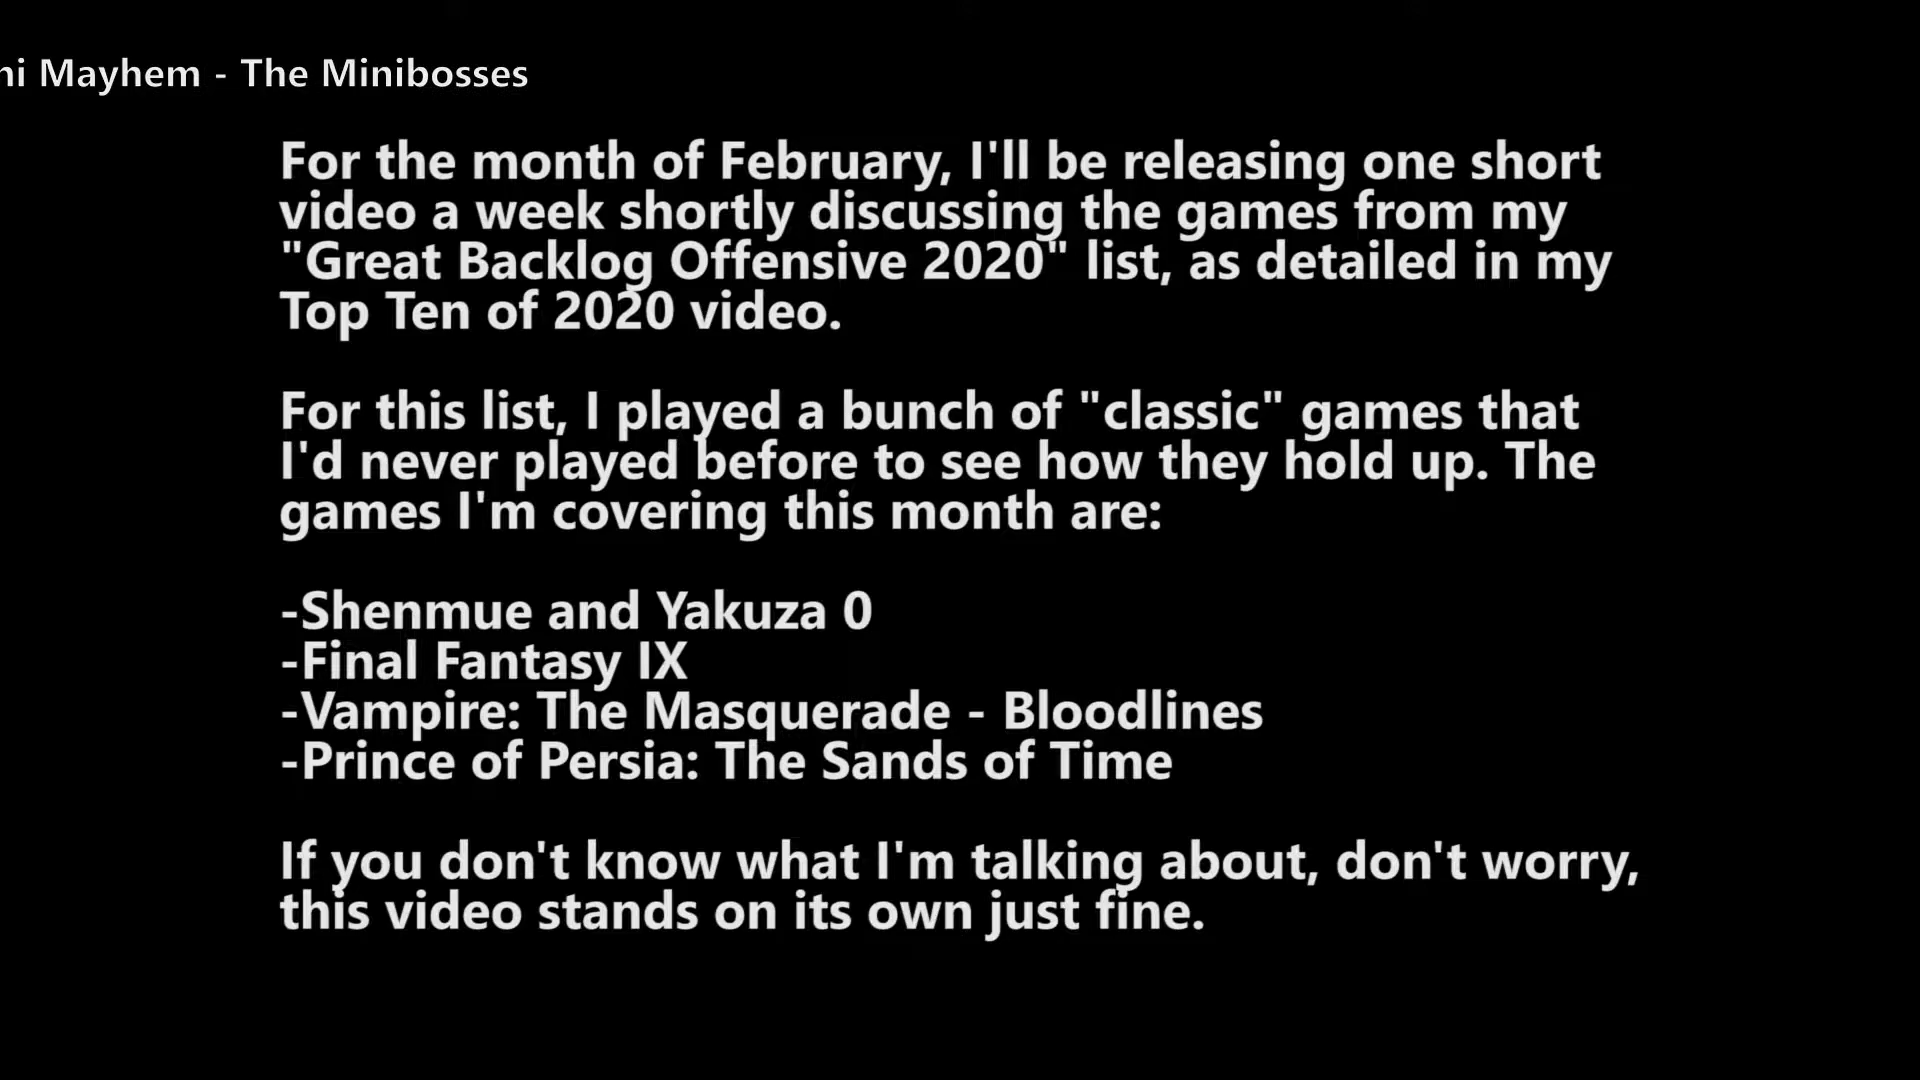 Mayhem - The Minibosses
For the month of February, I'll be releasing one short
video a week shortly discussing the games from my
"Great Backlog Offensive 2020" list, as detailed in my
Top Ten of 2020 video.
For this list, I played a bunch of "classic" games that
I'd never played before to see how they hold up. The
games I'm covering this month are:
-Shenmue and Yakuza 0
-Final Fantasy IX
-Vampire: The Masquerade - Bloodlines
-Prince of Persia: The Sands of Time
If you don't know what I'm talking about, don't worry,
this video stands on its own just fine.